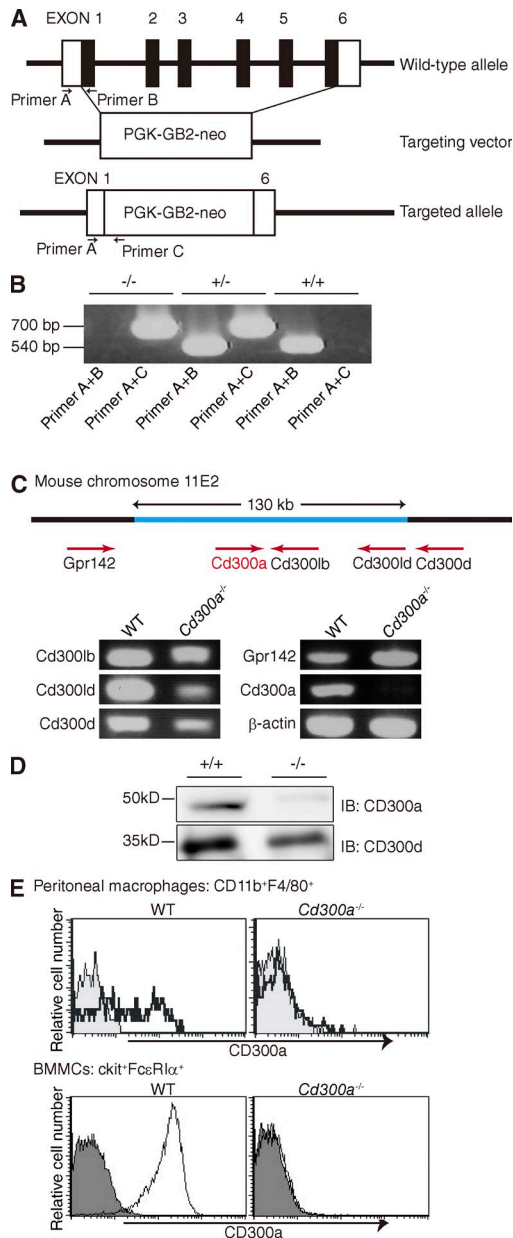 A
EXON 1 2 3 4 5 6
Wild-type allele
Primer A Primer B
PGK-GB2-neo
Targeting vector
EXON 1 6
PGK-GB2-neo
Targeted allele
Primer A Primer C
B
-/- +/- +/+
700 bp
540 bp
Primer A+B
Primer A+C
Primer A+B
Primer A+C
Primer A+B
Primer A+C
C Mouse chromosome 11E2
130 kb
Gpr142 Cd300a Cd300lb Cd300ld Cd300d
WT Cd300a-/- WT Cd300a-/-
Cd300lb Gpr142
Cd300ld Cd300a
Cd300d β-actin
D
+/+ -/-
50kD IB: CD300a
35kD IB: CD300d
E Peritoneal macrophages: CD11b+F4/80+
WT Cd300a-/-
Relative cell number
CD300a
BMMCs: ckit+FcεRIα+
WT Cd300a-/-
Relative cell number
CD300a